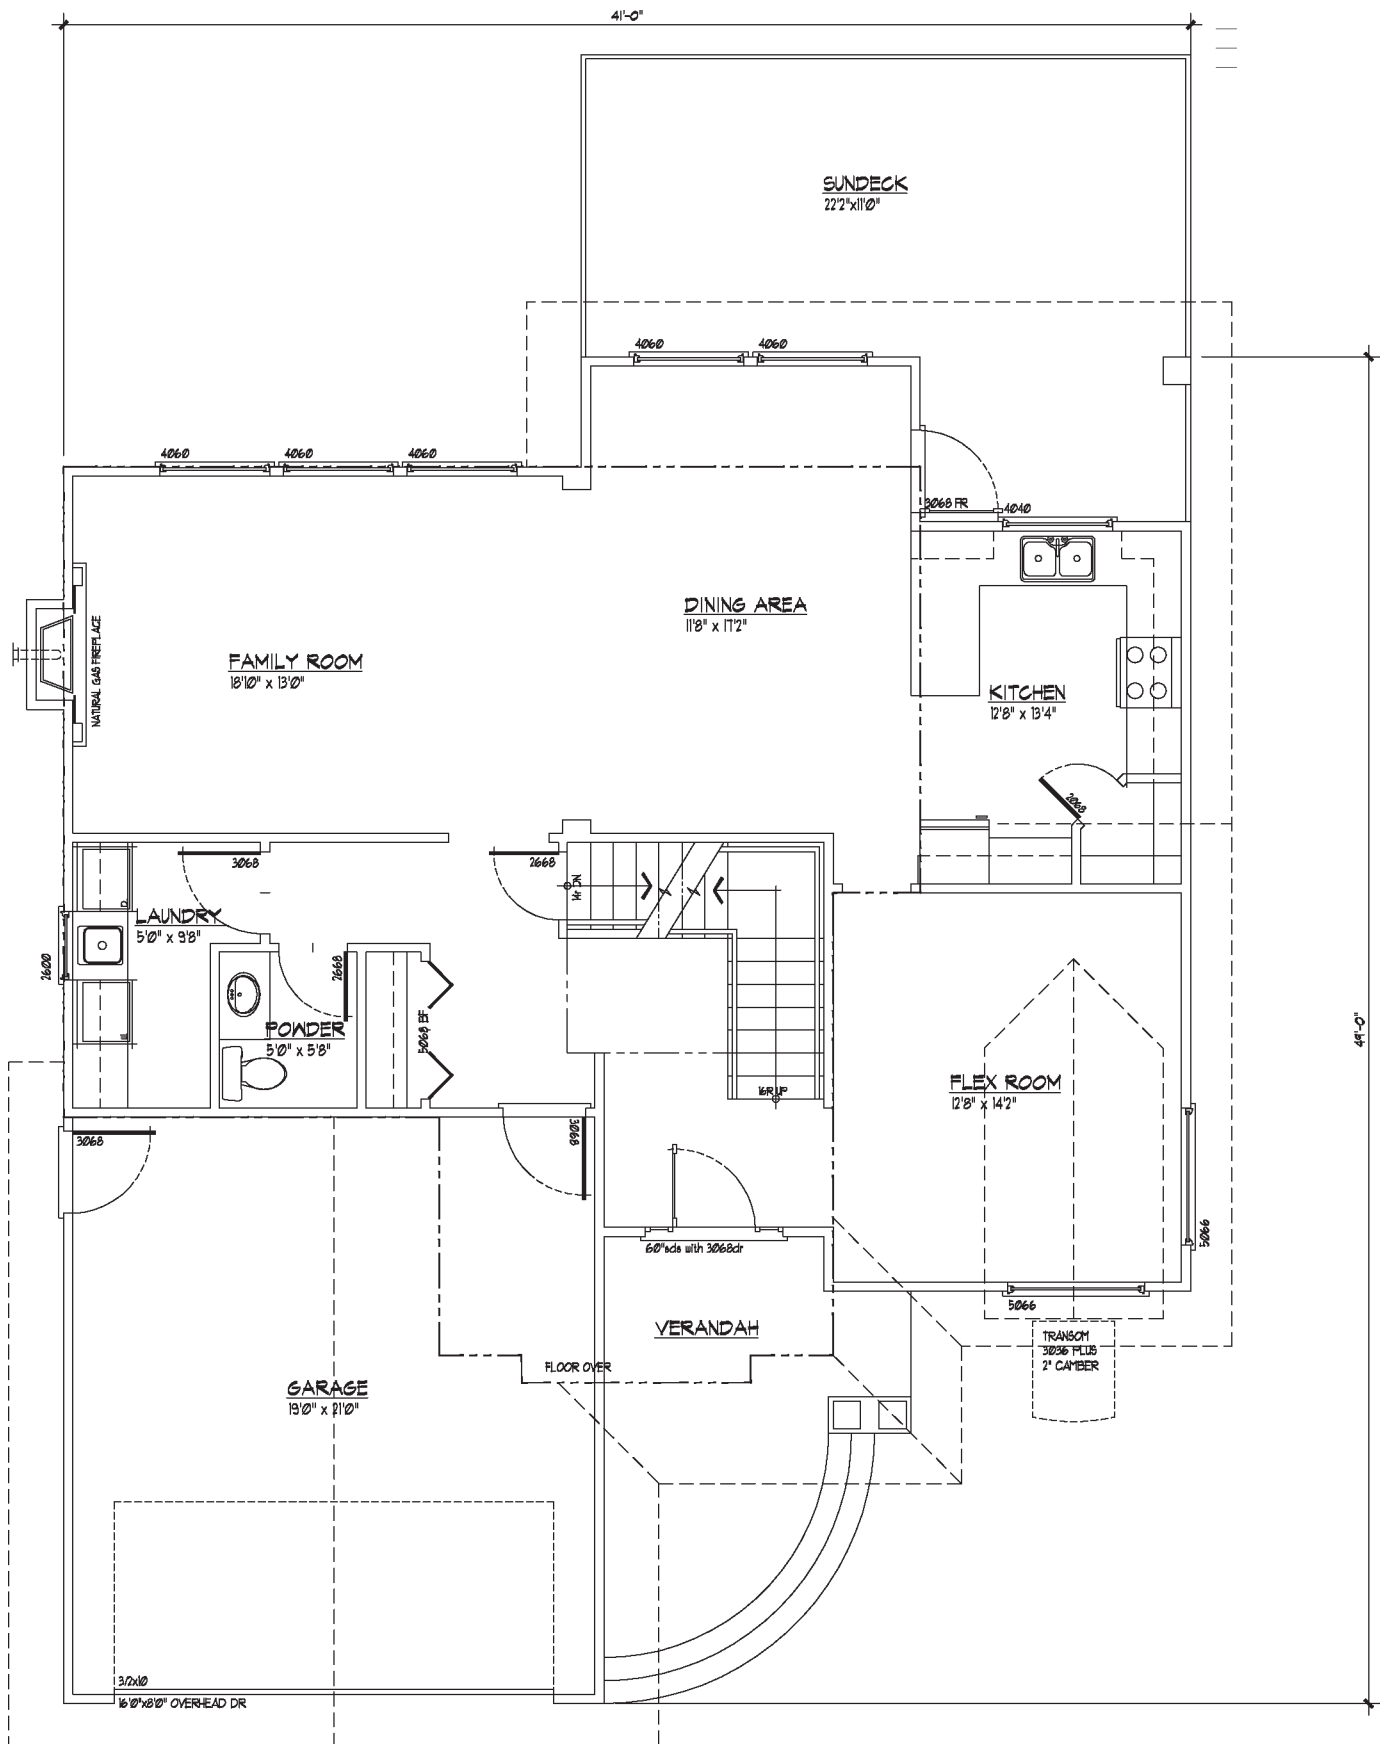 41'-0"
SUNDECK
22'2"x11'0"
4060
4060
4060
4060
4060
3068 FR
4040
DINING AREA
11'8" x 17'2"
NATURAL GAS FIREPLACE
FAMILY ROOM
18'10" x 13'0"
KITCHEN
12'8" x 13'4"
2068
3068
2668
14r DN
D
LAUNDRY
5'0" x 9'8"
2600
2668
POWDER
5'0" x 5'8"
5068 BF
49'-0"
FLEX ROOM
12'8" x 14'2"
16R UP
3068
3068
5066
60"sds with 3068dr
5066
VERANDAH
TRANSOM
3036 PLUS
2" CAMBER
FLOOR OVER
GARAGE
19'0" x 21'0"
3/2x10
16'0"x8'0" OVERHEAD DR